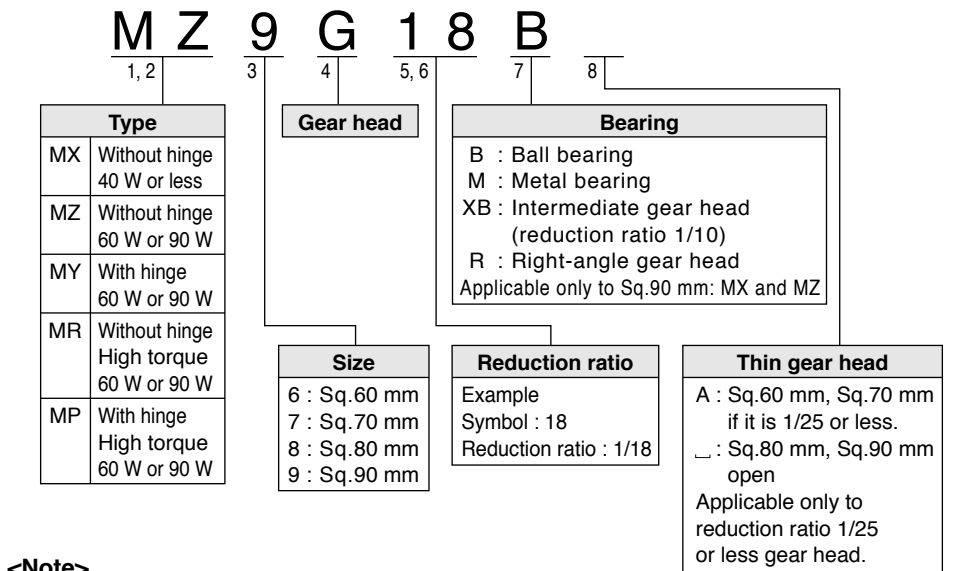 MZ 9 G 18 B
1, 2 3 4 5, 6 7 8
Type
MX Without hinge
40 W or less
MZ Without hinge
60 W or 90 W
MY With hinge
60 W or 90 W
MR Without hinge
High torque
60 W or 90 W
MP With hinge
High torque
60 W or 90 W
Gear head
Bearing
B : Ball bearing
M : Metal bearing
XB : Intermediate gear head
(reduction ratio 1/10)
R : Right-angle gear head
Applicable only to Sq.90 mm: MX and MZ
Size
6 : Sq.60 mm
7 : Sq.70 mm
8 : Sq.80 mm
9 : Sq.90 mm
Reduction ratio
Example
Symbol : 18
Reduction ratio : 1/18
Thin gear head
A : Sq.60 mm, Sq.70 mm
if it is 1/25 or less.
⎵ : Sq.80 mm, Sq.90 mm
open
Applicable only to
reduction ratio 1/25
or less gear head.
<Note>